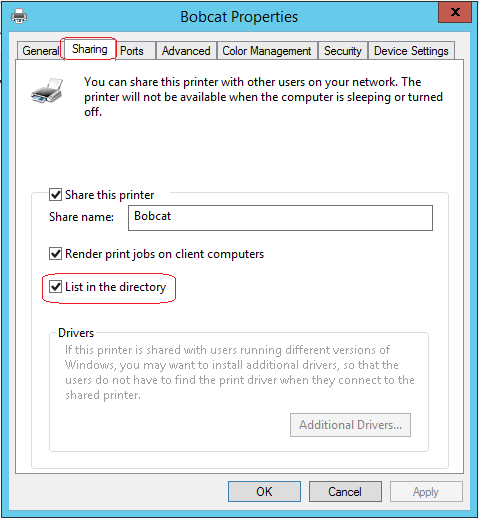 Bobcat Properties
X
General
Sharing
Ports
Advanced
Color Management
Security
Device Settings
You can share this printer with other users on your network. The
printer will not be available when the computer is sleeping or turned
off.
Share this printer
Share name:
Bobcat
Render print jobs on client computers
List in the directory
Drivers
If this printer is shared with users running different versions of
Windows, you may want to install additional drivers, so that the
users do not have to find the print driver when they connect to the
shared printer.
Additional Drivers...
OK
Cancel
Apply